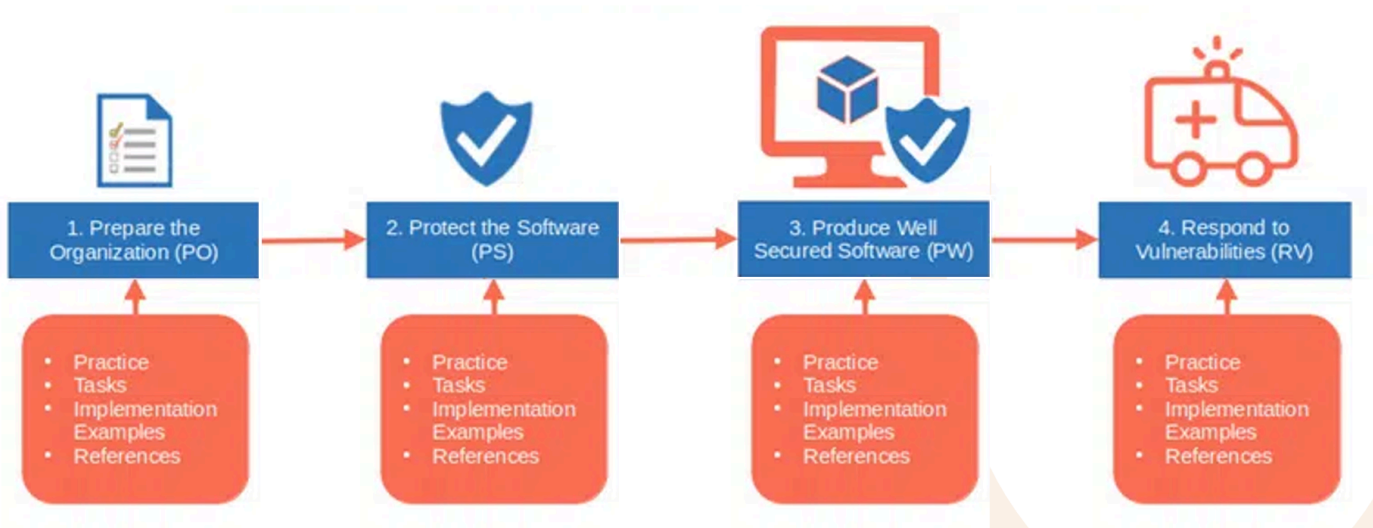 1. Prepare the
Organization (PO)
2. Protect the Software
(PS)
3. Produce Well
Secured Software (PW)
4. Respond to
Vulnerabilities (RV)
• Practice
• Tasks
• Implementation
Examples
• References
• Practice
• Tasks
• Implementation
Examples
• References
• Practice
• Tasks
• Implementation
Examples
• References
• Practice
• Tasks
• Implementation
Examples
• References